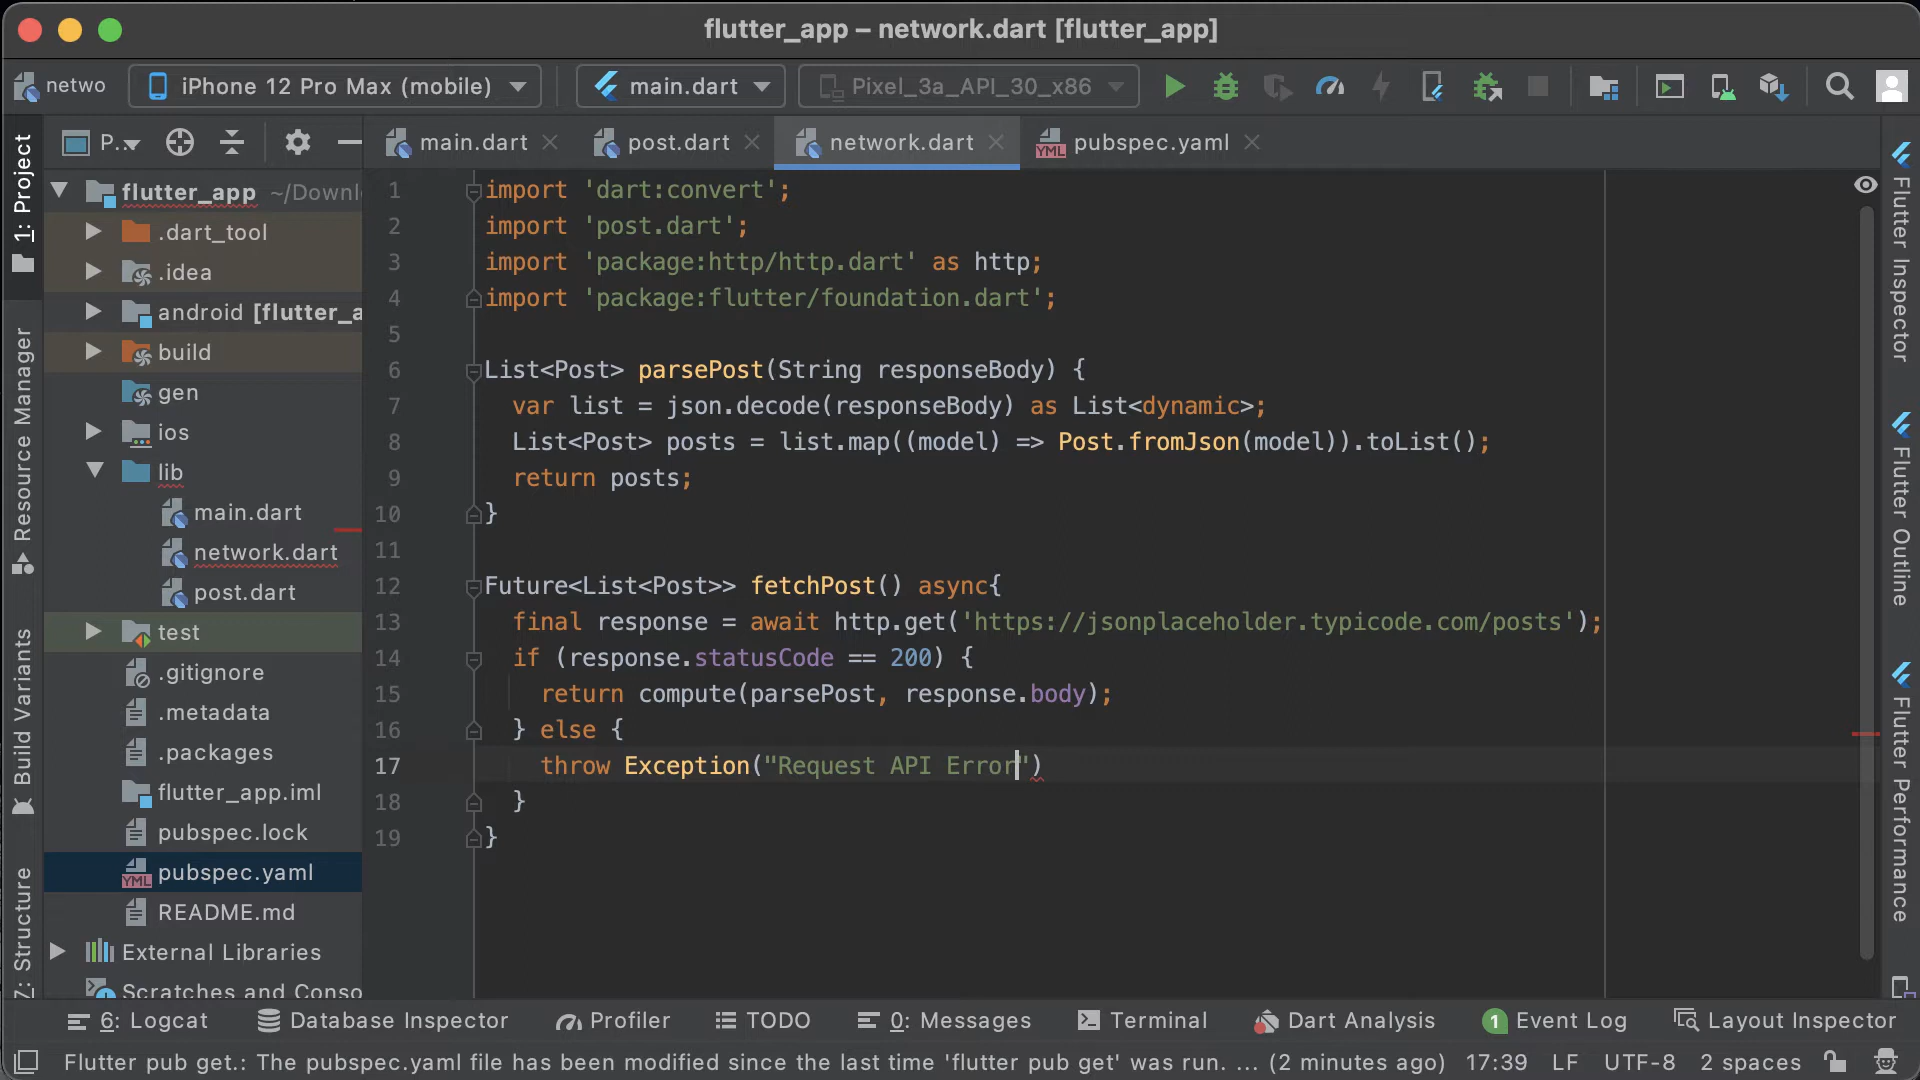 flutter_app – network.dart [flutter_app]
netwo
iPhone 12 Pro Max (mobile)
main.dart
Pixel_3a_API_30_x86
P..
main.dart
post.dart
network.dart
pubspec.yaml
1: Project
Resource Manager
Build Variants
7: Structure
flutter_app ~/Downl
.dart_tool
.idea
android [flutter_a
build
gen
ios
lib
main.dart
network.dart
post.dart
test
.gitignore
.metadata
.packages
flutter_app.iml
pubspec.lock
YML pubspec.yaml
README.md
External Libraries
Scratches and Conso
1 import 'dart:convert';
2 import 'post.dart';
3 import 'package:http/http.dart' as http;
4 import 'package:flutter/foundation.dart';
5
6 List<Post> parsePost(String responseBody) {
7 var list = json.decode(responseBody) as List<dynamic>;
8 List<Post> posts = list.map((model) => Post.fromJson(model)).toList();
9 return posts;
10 }
11
12 Future<List<Post>> fetchPost() async{
13 final response = await http.get('https://jsonplaceholder.typicode.com/posts');
14 if (response.statusCode == 200) {
15 return compute(parsePost, response.body);
16 } else {
17 throw Exception("Request API Error")
18 }
19 }
Flutter Inspector
Flutter Outline
Flutter Performance
6: Logcat
Database Inspector
Profiler
TODO
0: Messages
Terminal
Dart Analysis
1 Event Log
Layout Inspector
Flutter pub get.: The pubspec.yaml file has been modified since the last time 'flutter pub get' was run. ... (2 minutes ago) 17:39 LF UTF-8 2 spaces